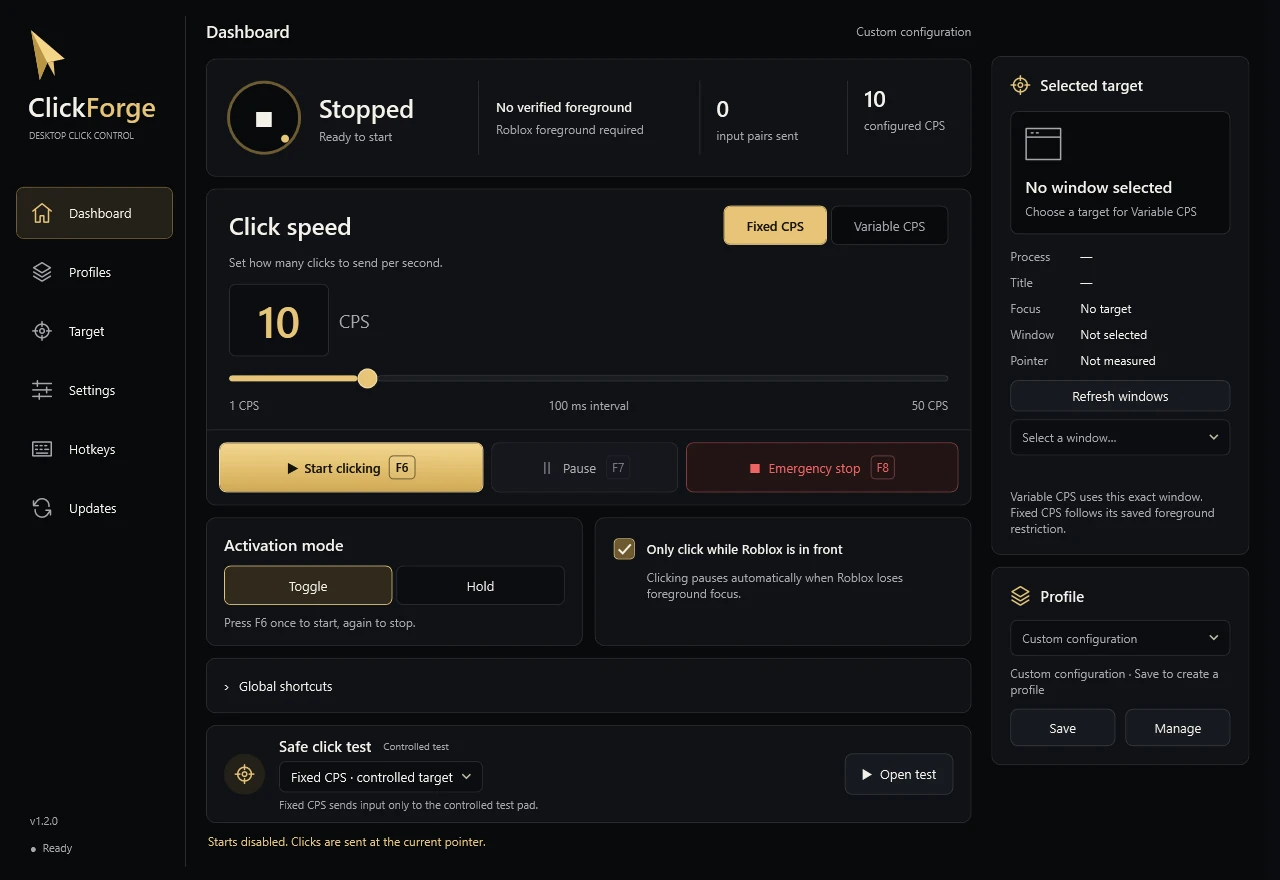 ClickForge
DESKTOP CLICK CONTROL
Dashboard
Profiles
Target
Settings
Hotkeys
Updates
v1.2.0
Ready
Dashboard
Custom configuration
Stopped
Ready to start
No verified foreground
Roblox foreground required
0
input pairs sent
10
configured CPS
Click speed
Fixed CPS
Variable CPS
Set how many clicks to send per second.
10 CPS
1 CPS
100 ms interval
50 CPS
Start clicking F6
Pause F7
Emergency stop F8
Activation mode
Toggle
Hold
Press F6 once to start, again to stop.
Only click while Roblox is in front
Clicking pauses automatically when Roblox loses
foreground focus.
› Global shortcuts
Safe click test Controlled test
Fixed CPS · controlled target
Fixed CPS sends input only to the controlled test pad.
Open test
Starts disabled. Clicks are sent at the current pointer.
Selected target
No window selected
Choose a target for Variable CPS
Process —
Title —
Focus No target
Window Not selected
Pointer Not measured
Refresh windows
Select a window...
Variable CPS uses this exact window.
Fixed CPS follows its saved foreground
restriction.
Profile
Custom configuration
Custom configuration · Save to create a
profile
Save
Manage